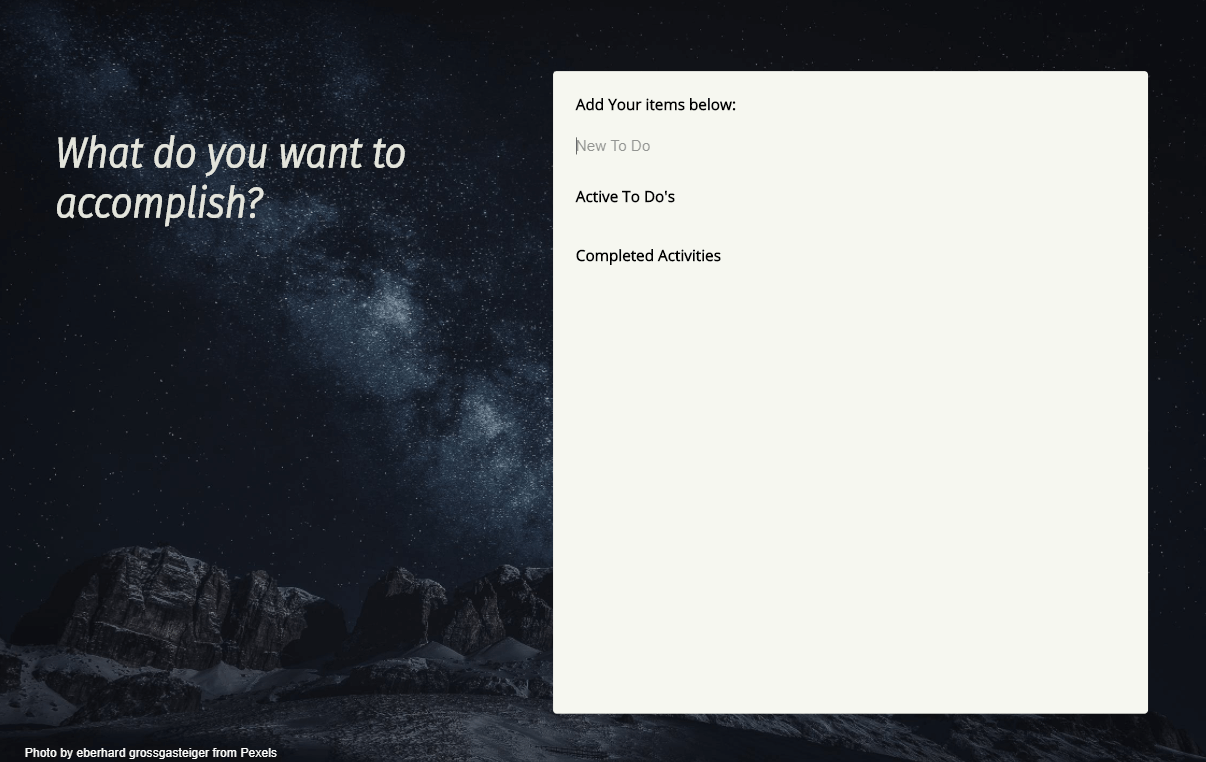 What do you want to
accomplish?
Add Your items below:
New To Do
Active To Do's
Completed Activities
Photo by eberhard grossgasteiger from Pexels